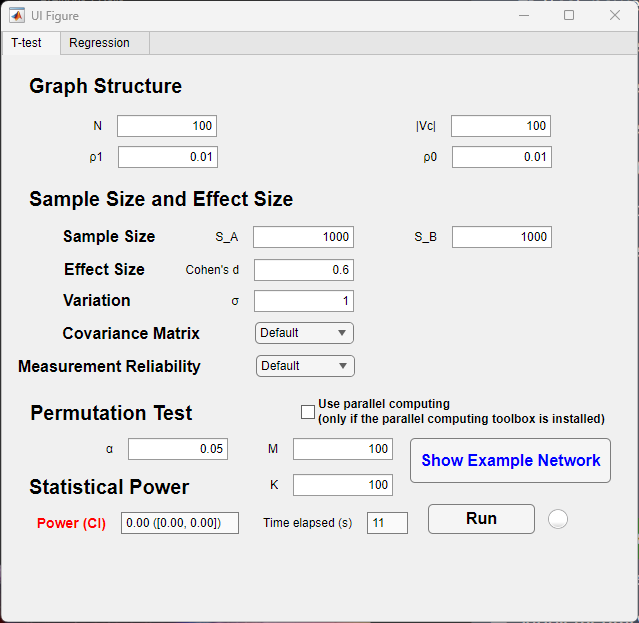 UI Figure
T-test Regression
Graph Structure
N 100 |Vc| 100
ρ1 0.01 ρ0 0.01
Sample Size and Effect Size
Sample Size S_A 1000 S_B 1000
Effect Size Cohen's d 0.6
Variation σ 1
Covariance Matrix Default
Measurement Reliability Default
Permutation Test
Use parallel computing
(only if the parallel computing toolbox is installed)
α 0.05 M 100
Show Example Network
Statistical Power K 100
Power (CI) 0.00 ([0.00, 0.00]) Time elapsed (s) 11 Run